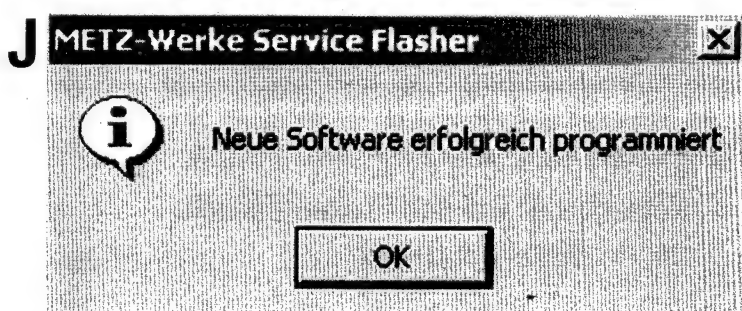 J
METZ-Werke Service Flasher
Neue Software erfolgreich programmiert
OK